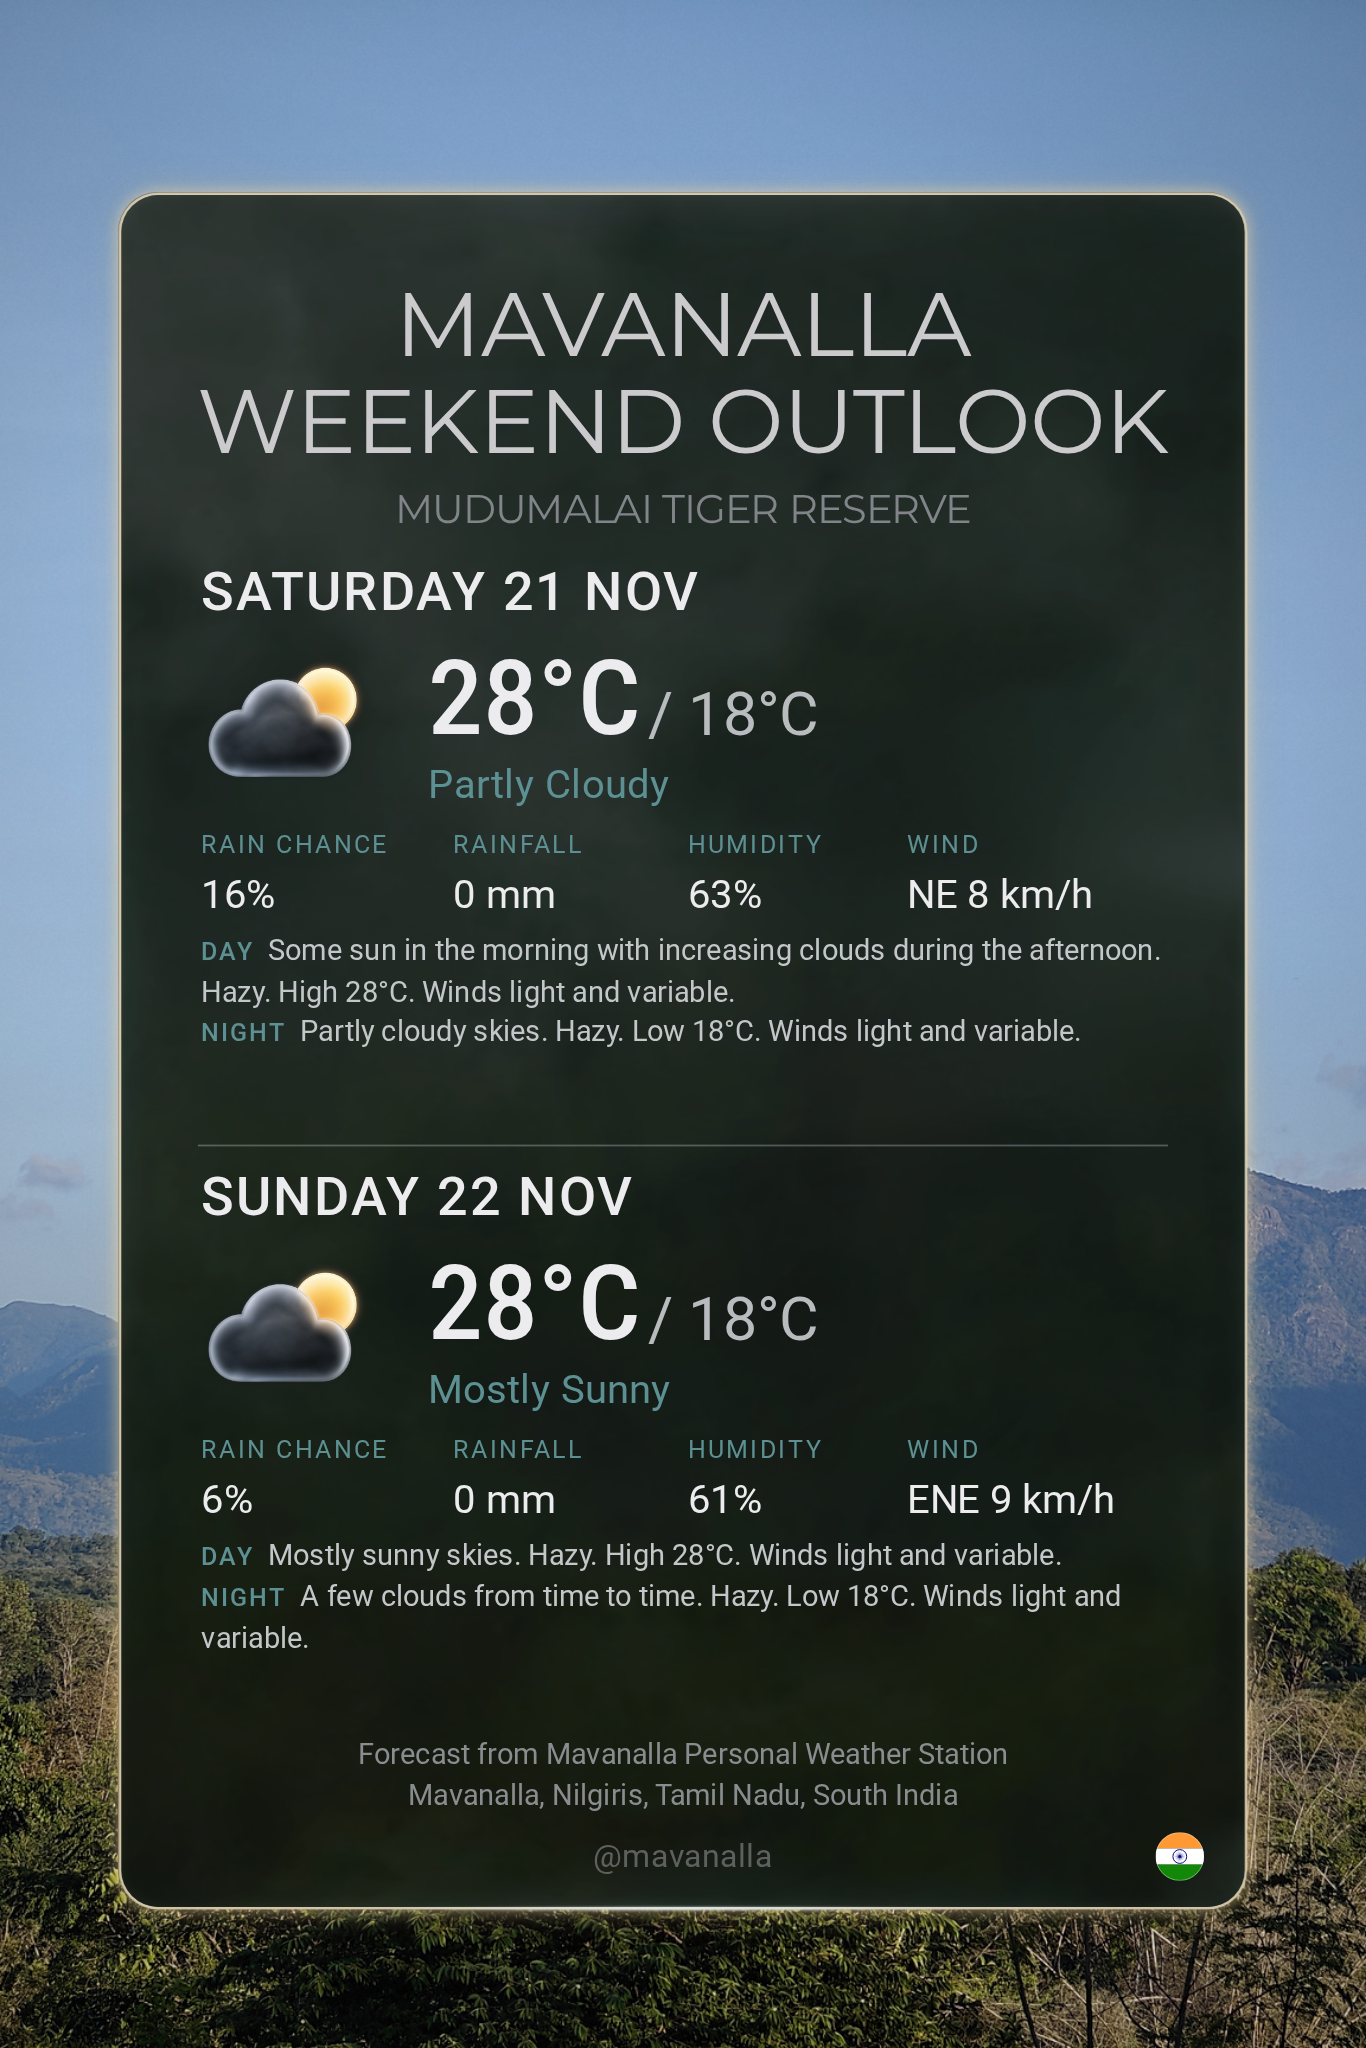 MAVANALLA
WEEKEND OUTLOOK
MUDUMALAI TIGER RESERVE
SATURDAY 21 NOV
28°C / 18°C
Partly Cloudy
RAIN CHANCE RAINFALL HUMIDITY WIND
16% 0 mm 63% NE 8 km/h
DAY Some sun in the morning with increasing clouds during the afternoon.
Hazy. High 28°C. Winds light and variable.
NIGHT Partly cloudy skies. Hazy. Low 18°C. Winds light and variable.
SUNDAY 22 NOV
28°C / 18°C
Mostly Sunny
RAIN CHANCE RAINFALL HUMIDITY WIND
6% 0 mm 61% ENE 9 km/h
DAY Mostly sunny skies. Hazy. High 28°C. Winds light and variable.
NIGHT A few clouds from time to time. Hazy. Low 18°C. Winds light and
variable.
Forecast from Mavanalla Personal Weather Station
Mavanalla, Nilgiris, Tamil Nadu, South India
@mavanalla